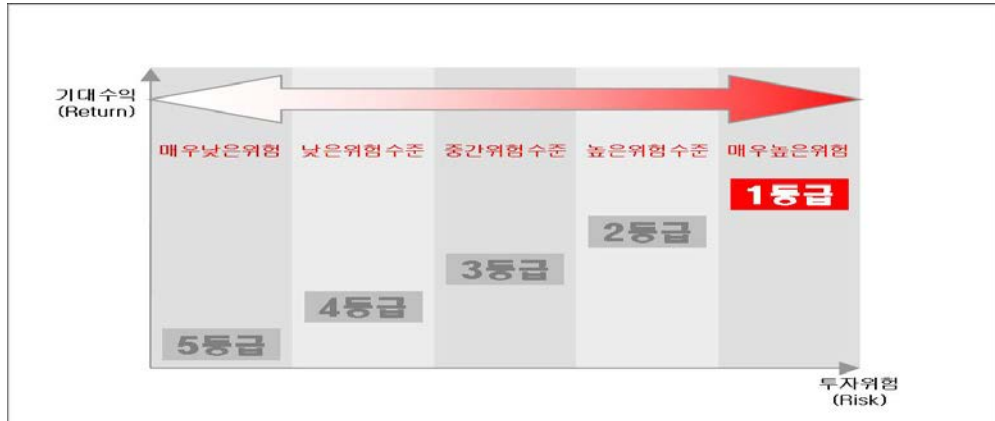 기대수익
(Return)
매우낮은위험 낮은위험수준 중간위험수준 높은위험수준 매우높은위험
1등급
2등급
3등급
4등급
5등급
투자위험
(Risk)